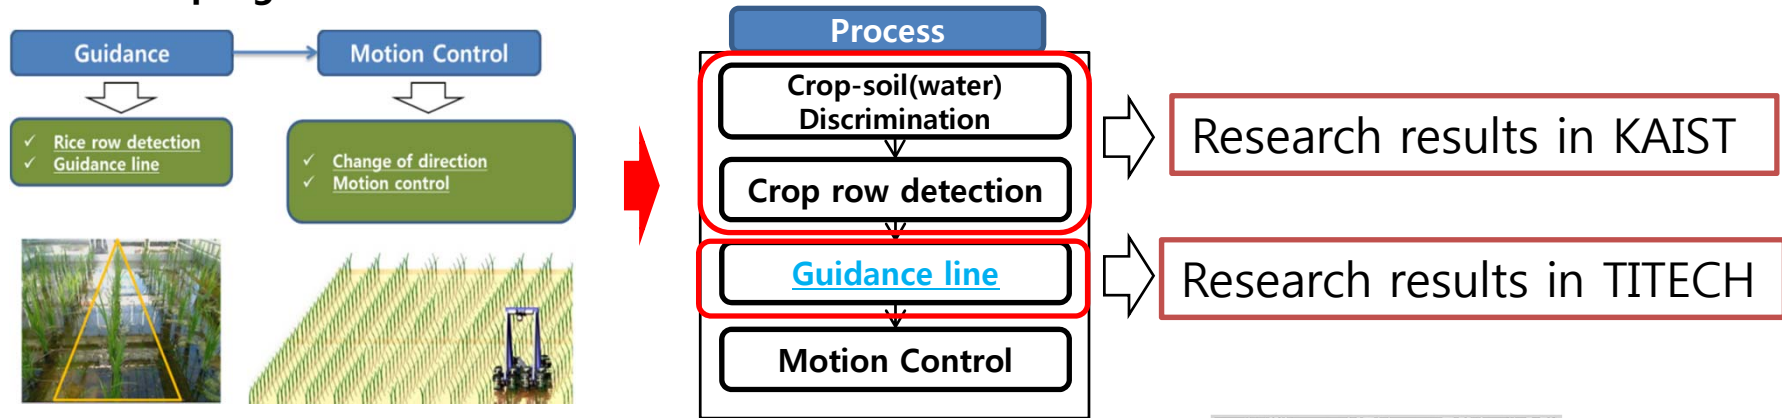 Guidance
Motion Control
✓ Rice row detection
✓ Guidance line
✓ Change of direction
✓ Motion control
Process
Crop-soil(water)
Discrimination
Crop row detection
Guidance line
Motion Control
Research results in KAIST
Research results in TITECH